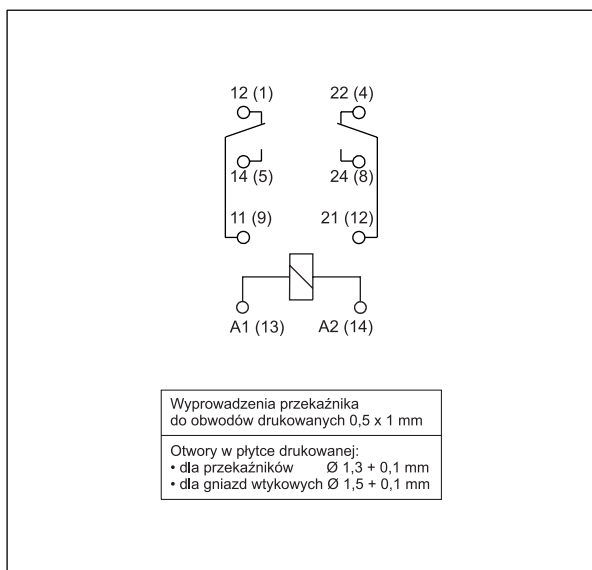 12 (1) 22 (4)
14 (5) 24 (8)
11 (9) 21 (12)
A1 (13) A2 (14)
Wyprowadzenia przekaźnika
do obwodów drukowanych 0,5 x 1 mm
Otwory w płytce drukowanej:
• dla przekaźników Ø 1,3 + 0,1 mm
• dla gniazd wtykowych Ø 1,5 + 0,1 mm